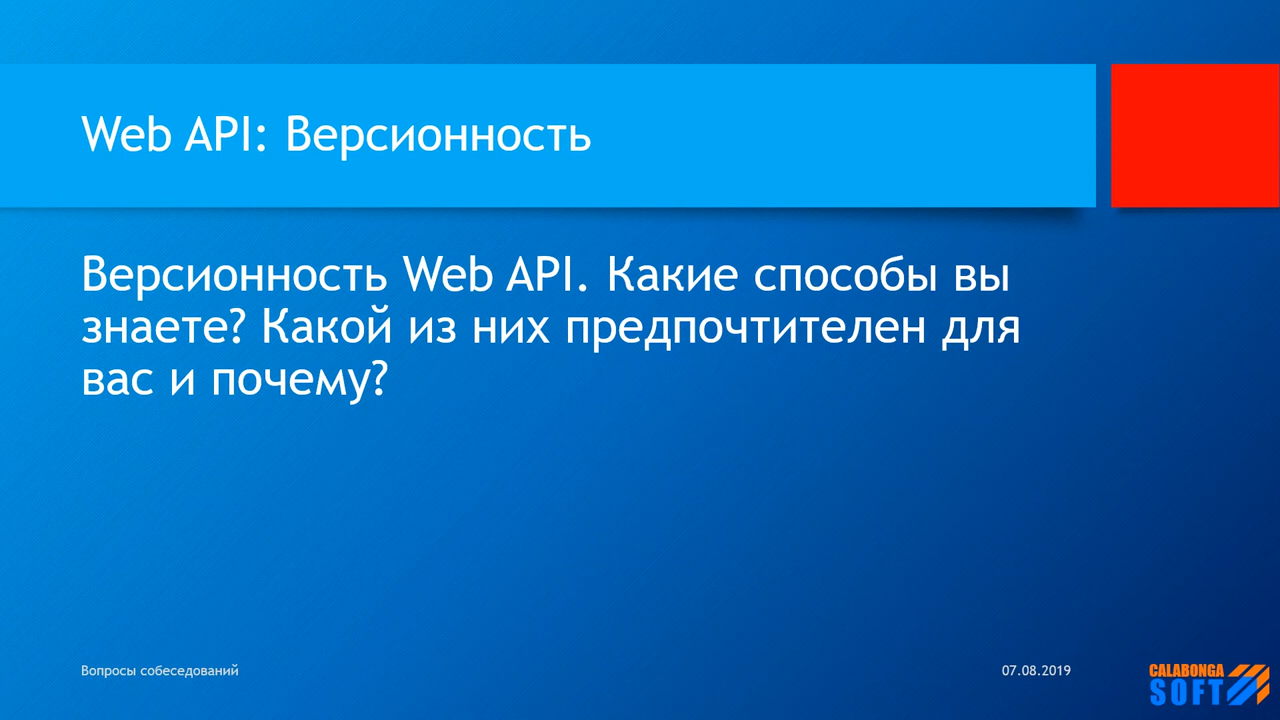 Web API: Версионность
Версионность Web API. Какие способы вы
знаете? Какой из них предпочтителен для
вас и почему?
Вопросы собеседований
07.08.2019
CALABONGA
SOFT